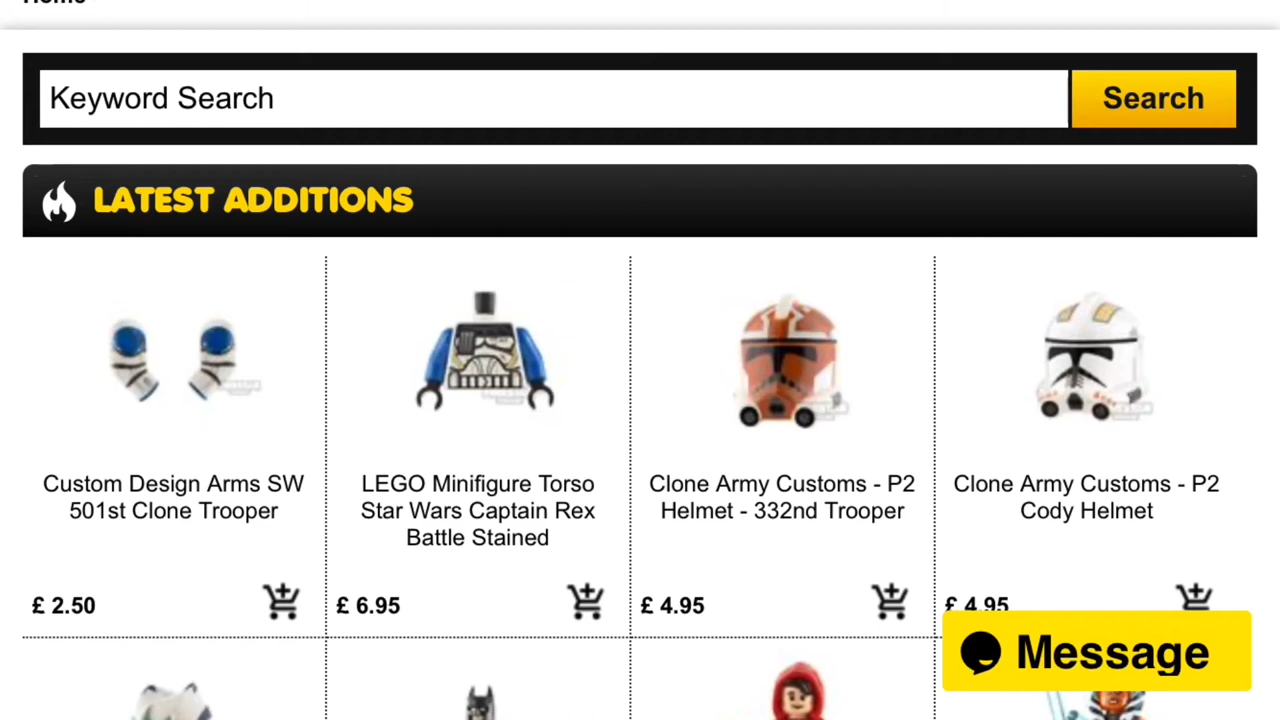 Keyword Search
Search
LATEST ADDITIONS
Custom Design Arms SW
501st Clone Trooper
£ 2.50
LEGO Minifigure Torso
Star Wars Captain Rex
Battle Stained
£ 6.95
Clone Army Customs - P2
Helmet - 332nd Trooper
£ 4.95
Clone Army Customs - P2
Cody Helmet
£ 4.95
Message